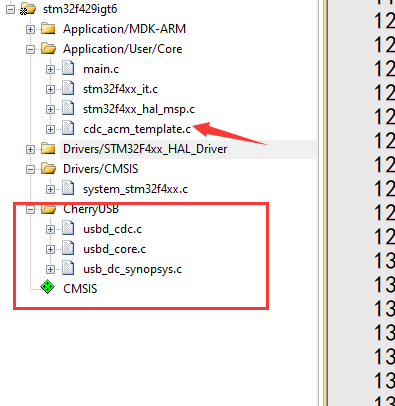 stm32f429igt6
Application/MDK-ARM
Application/User/Core
main.c
stm32f4xx_it.c
stm32f4xx_hal_msp.c
cdc_acm_template.c
Drivers/STM32F4xx_HAL_Driver
Drivers/CMSIS
system_stm32f4xx.c
CherryUSB
usbd_cdc.c
usbd_core.c
usb_dc_synopsys.c
CMSIS
12
12
12
12
12
12
12
12
12
12
13
13
13
13
13
13
13
13